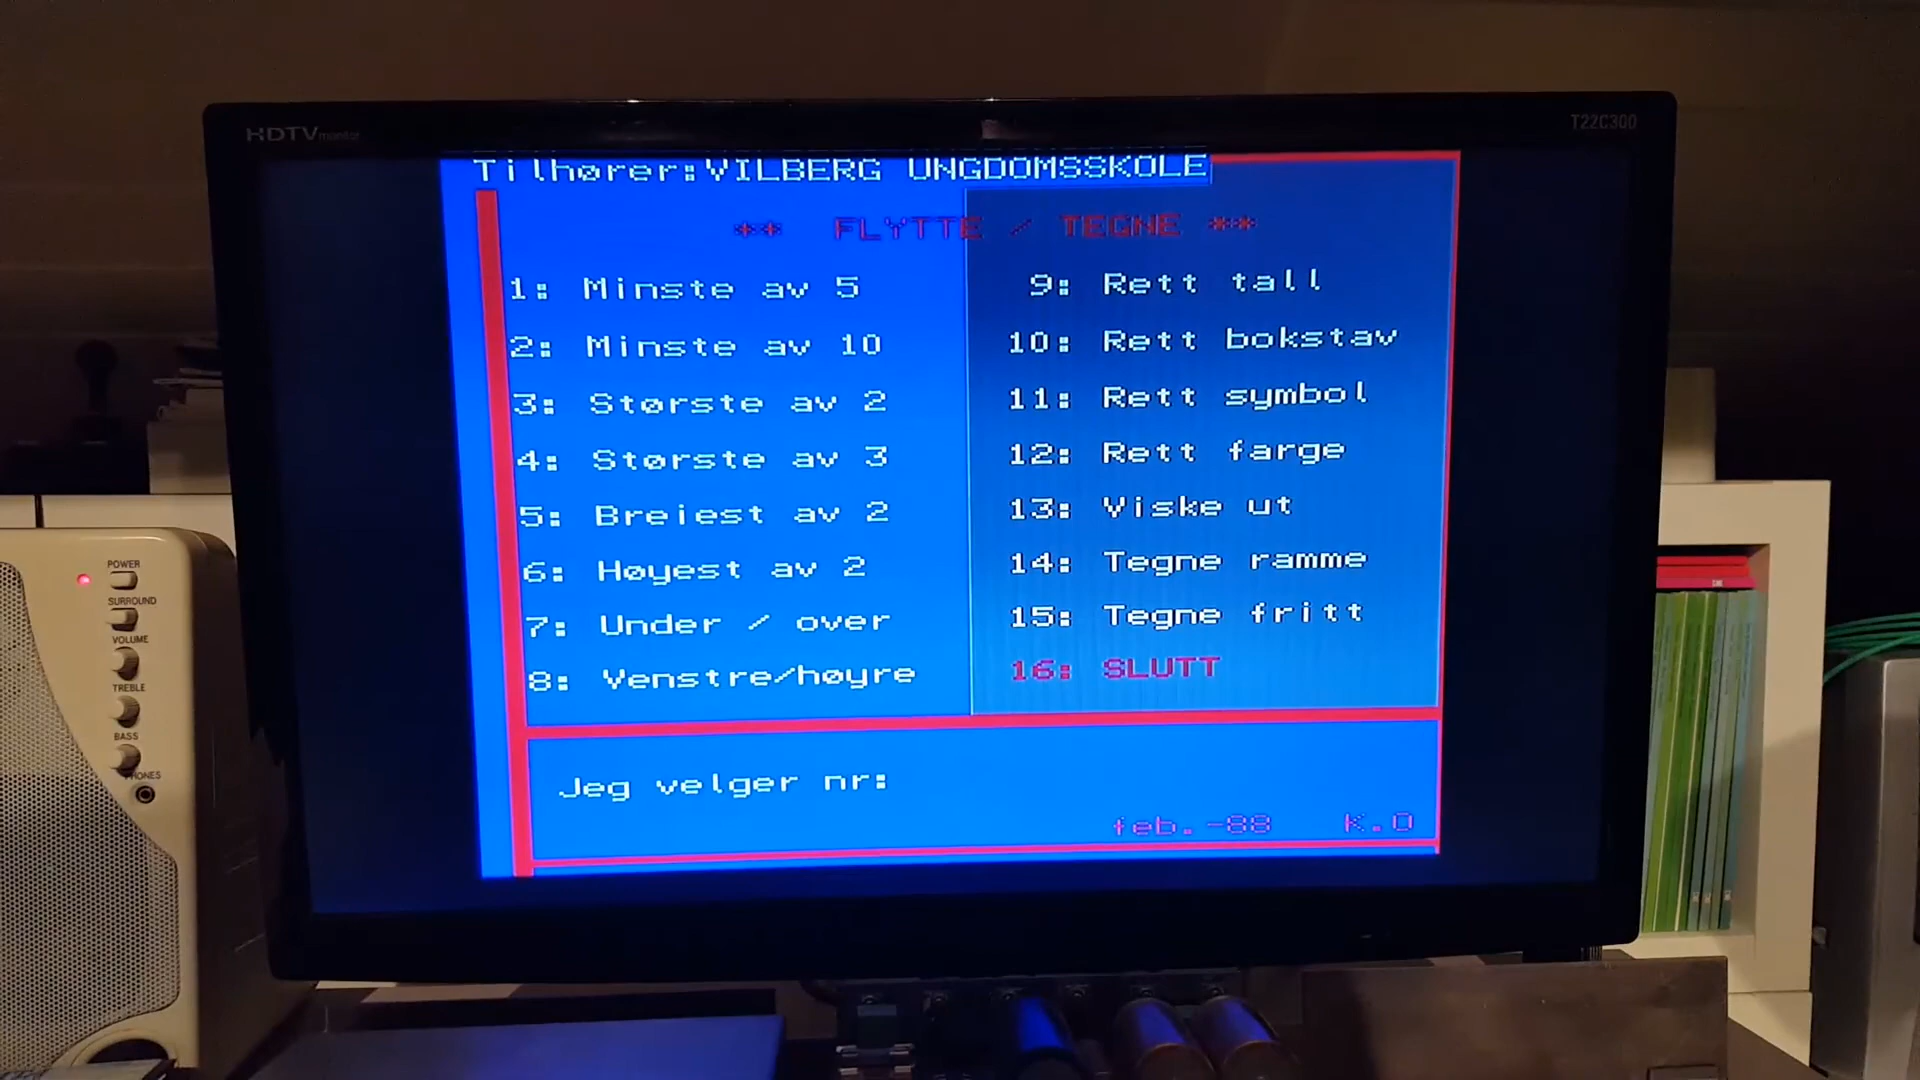 HDTV monitor
T22C300
Tilhører:VILBERG UNGDOMSSKOLE
** FLYTTE / TEGNE **
1: Minste av 5
2: Minste av 10
3: Største av 2
4: Største av 3
5: Breiest av 2
6: Høyest av 2
7: Under / over
8: Venstre/høyre
9: Rett tall
10: Rett bokstav
11: Rett symbol
12: Rett farge
13: Viske ut
14: Tegne ramme
15: Tegne fritt
16: SLUTT
Jeg velger nr:
feb.-88 K.O
POWER
SURROUND
VOLUME
TREBLE
BASS
PHONES